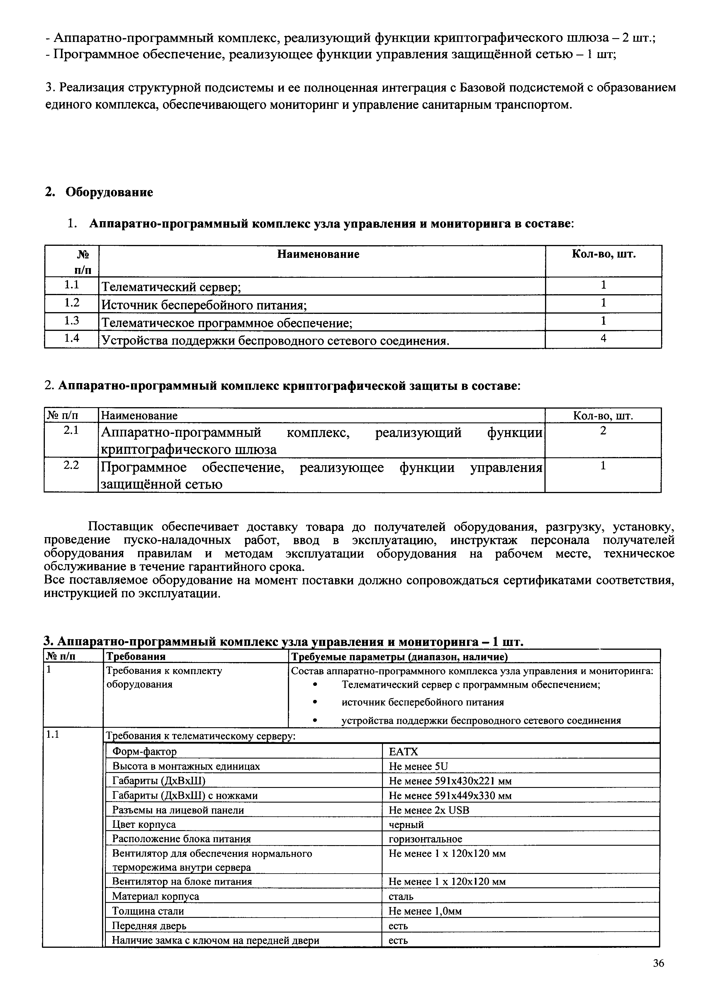 - Аппаратно-программный комплекс, реализующий функции криптографического шлюза – 2 шт.;
- Программное обеспечение, реализующее функции управления защищённой сетью – 1 шт;
3. Реализация структурной подсистемы и ее полноценная интеграция с Базовой подсистемой с образованием
единого комплекса, обеспечивающего мониторинг и управление санитарным транспортом.
2. Оборудование
1. Аппаратно-программный комплекс узла управления и мониторинга в составе:
№ Наименование Кол-во, шт.
п/п
1.1 Телематический сервер; 1
1.2 Источник бесперебойного питания; 1
1.3 Телематическое программное обеспечение; 1
1.4 Устройства поддержки беспроводного сетевого соединения. 4
2. Аппаратно-программный комплекс криптографической защиты в составе:
№ п/п Наименование Кол-во, шт.
2.1 Аппаратно-программный комплекс, реализующий функции 2
криптографического шлюза
2.2 Программное обеспечение, реализующее функции управления 1
защищённой сетью
Поставщик обеспечивает доставку товара до получателей оборудования, разгрузку, установку,
проведение пуско-наладочных работ, ввод в эксплуатацию, инструктаж персонала получателей
оборудования правилам и методам эксплуатации оборудования на рабочем месте, техническое
обслуживание в течение гарантийного срока.
Все поставляемое оборудование на момент поставки должно сопровождаться сертификатами соответствия,
инструкцией по эксплуатации.
3. Аппаратно-программный комплекс узла управления и мониторинга – 1 шт.
№ п/п Требования Требуемые параметры (диапазон, наличие)
1 Требования к комплекту Состав аппаратно-программного комплекса узла управления и мониторинга:
оборудования • Телематический сервер с программным обеспечением;
• источник бесперебойного питания
• устройства поддержки беспроводного сетевого соединения
1.1 Требования к телематическому серверу:
Форм-фактор EATX
Высота в монтажных единицах Не менее 5U
Габариты (ДхВхШ) Не менее 591х430х221 мм
Габариты (ДхВхШ) с ножками Не менее 591х449х330 мм
Разъемы на лицевой панели Не менее 2х USB
Цвет корпуса черный
Расположение блока питания горизонтальное
Вентилятор для обеспечения нормального Не менее 1 х 120х120 мм
терморежима внутри сервера
Вентилятор на блоке питания Не менее 1 х 120х120 мм
Материал корпуса сталь
Толщина стали Не менее 1,0мм
Передняя дверь есть
Наличие замка с ключом на передней двери есть
36